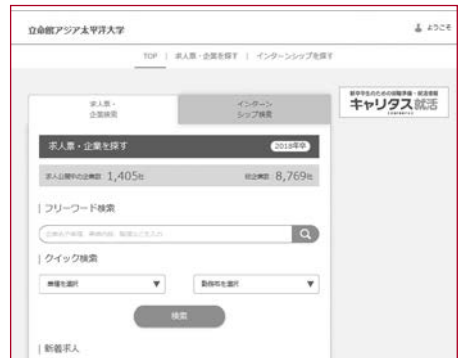 立命館アジア太平洋大学
ようこそ
TOP | 求人票・企業を探す | インターンシップを探す
求人票・
企業検索
インターン
シップ検索
キャリタス就活
求人票・企業を探す
2018年卒
求人公開中の企業数 1,405社
総企業数 8,769社
フリーワード検索
クイック検索
業種を選択 ▼
勤務地を選択 ▼
検索
新着求人